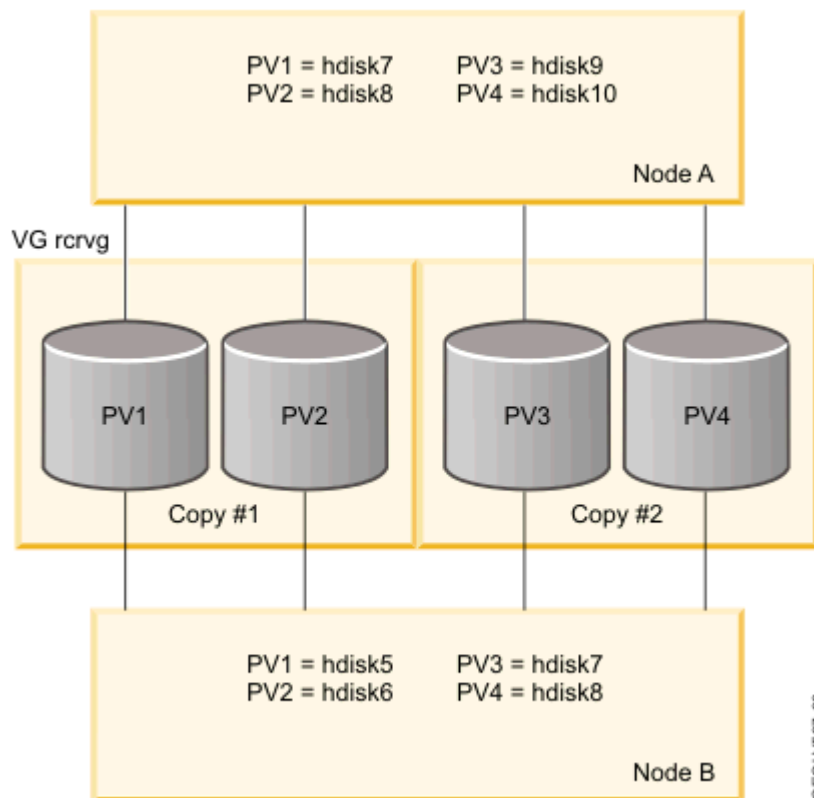 PV1 = hdisk7 PV3 = hdisk9
PV2 = hdisk8 PV4 = hdisk10
Node A
VG rcrvg
PV1 PV2 PV3 PV4
Copy #1 Copy #2
PV1 = hdisk5 PV3 = hdisk7
PV2 = hdisk6 PV4 = hdisk8
Node B